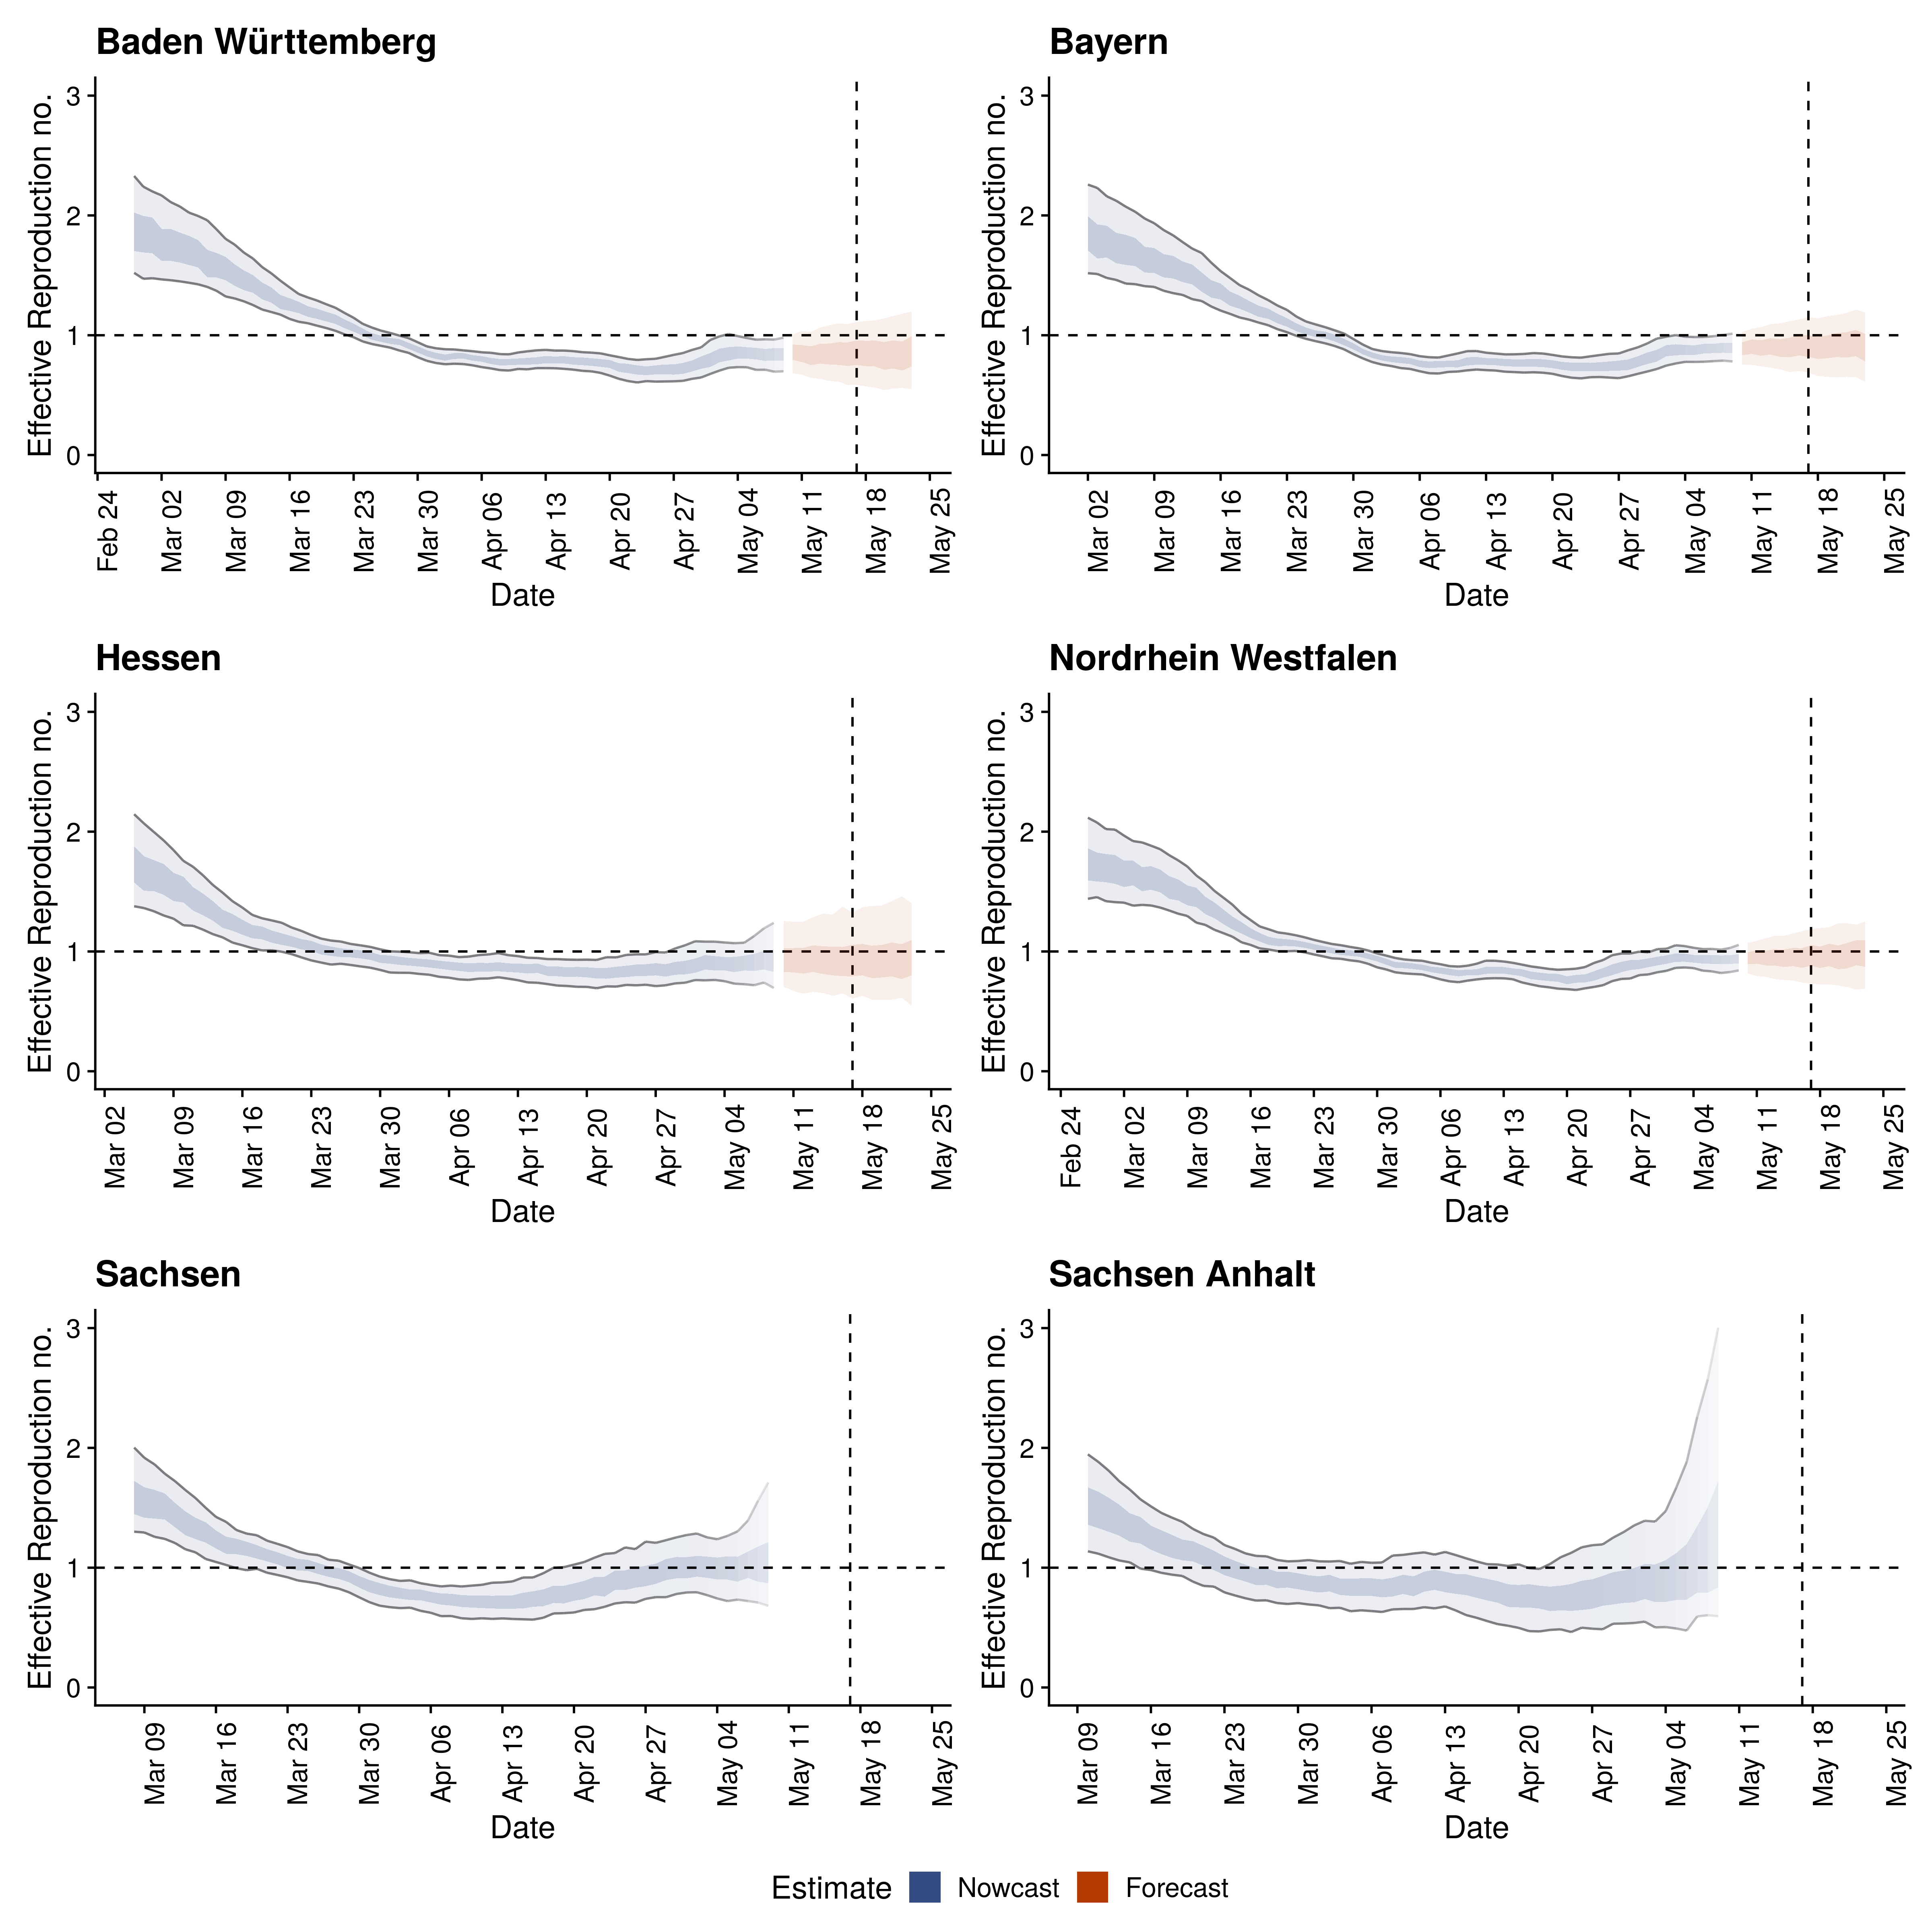 Baden Württemberg
Effective Reproduction no.
3
2
1
0
Feb 24
Mar 02
Mar 09
Mar 16
Mar 23
Mar 30
Apr 06
Apr 13
Apr 20
Apr 27
May 04
May 11
May 18
May 25
Date
Bayern
Effective Reproduction no.
3
2
1
0
Mar 02
Mar 09
Mar 16
Mar 23
Mar 30
Apr 06
Apr 13
Apr 20
Apr 27
May 04
May 11
May 18
May 25
Date
Hessen
Effective Reproduction no.
3
2
1
0
Mar 02
Mar 09
Mar 16
Mar 23
Mar 30
Apr 06
Apr 13
Apr 20
Apr 27
May 04
May 11
May 18
May 25
Date
Nordrhein Westfalen
Effective Reproduction no.
3
2
1
0
Feb 24
Mar 02
Mar 09
Mar 16
Mar 23
Mar 30
Apr 06
Apr 13
Apr 20
Apr 27
May 04
May 11
May 18
May 25
Date
Sachsen
Effective Reproduction no.
3
2
1
0
Mar 09
Mar 16
Mar 23
Mar 30
Apr 06
Apr 13
Apr 20
Apr 27
May 04
May 11
May 18
May 25
Date
Sachsen Anhalt
Effective Reproduction no.
3
2
1
0
Mar 09
Mar 16
Mar 23
Mar 30
Apr 06
Apr 13
Apr 20
Apr 27
May 04
May 11
May 18
May 25
Date
Estimate Nowcast Forecast